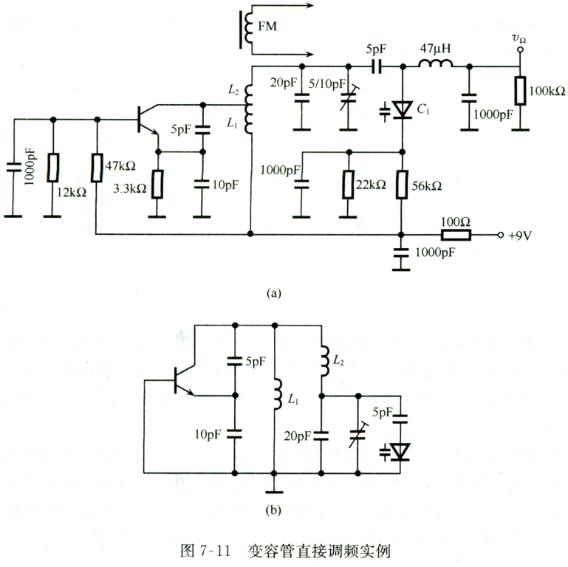 FM
υΩ
5pF
47μH
L2
20pF
5/10pF
C1
1000pF
100kΩ
5pF
L1
1000pF
12kΩ
47kΩ
3.3kΩ
10pF
1000pF
22kΩ
56kΩ
100Ω
+9V
1000pF
(a)
5pF
L2
L1
5pF
10pF
20pF
(b)
图 7-11 变容管直接调频实例